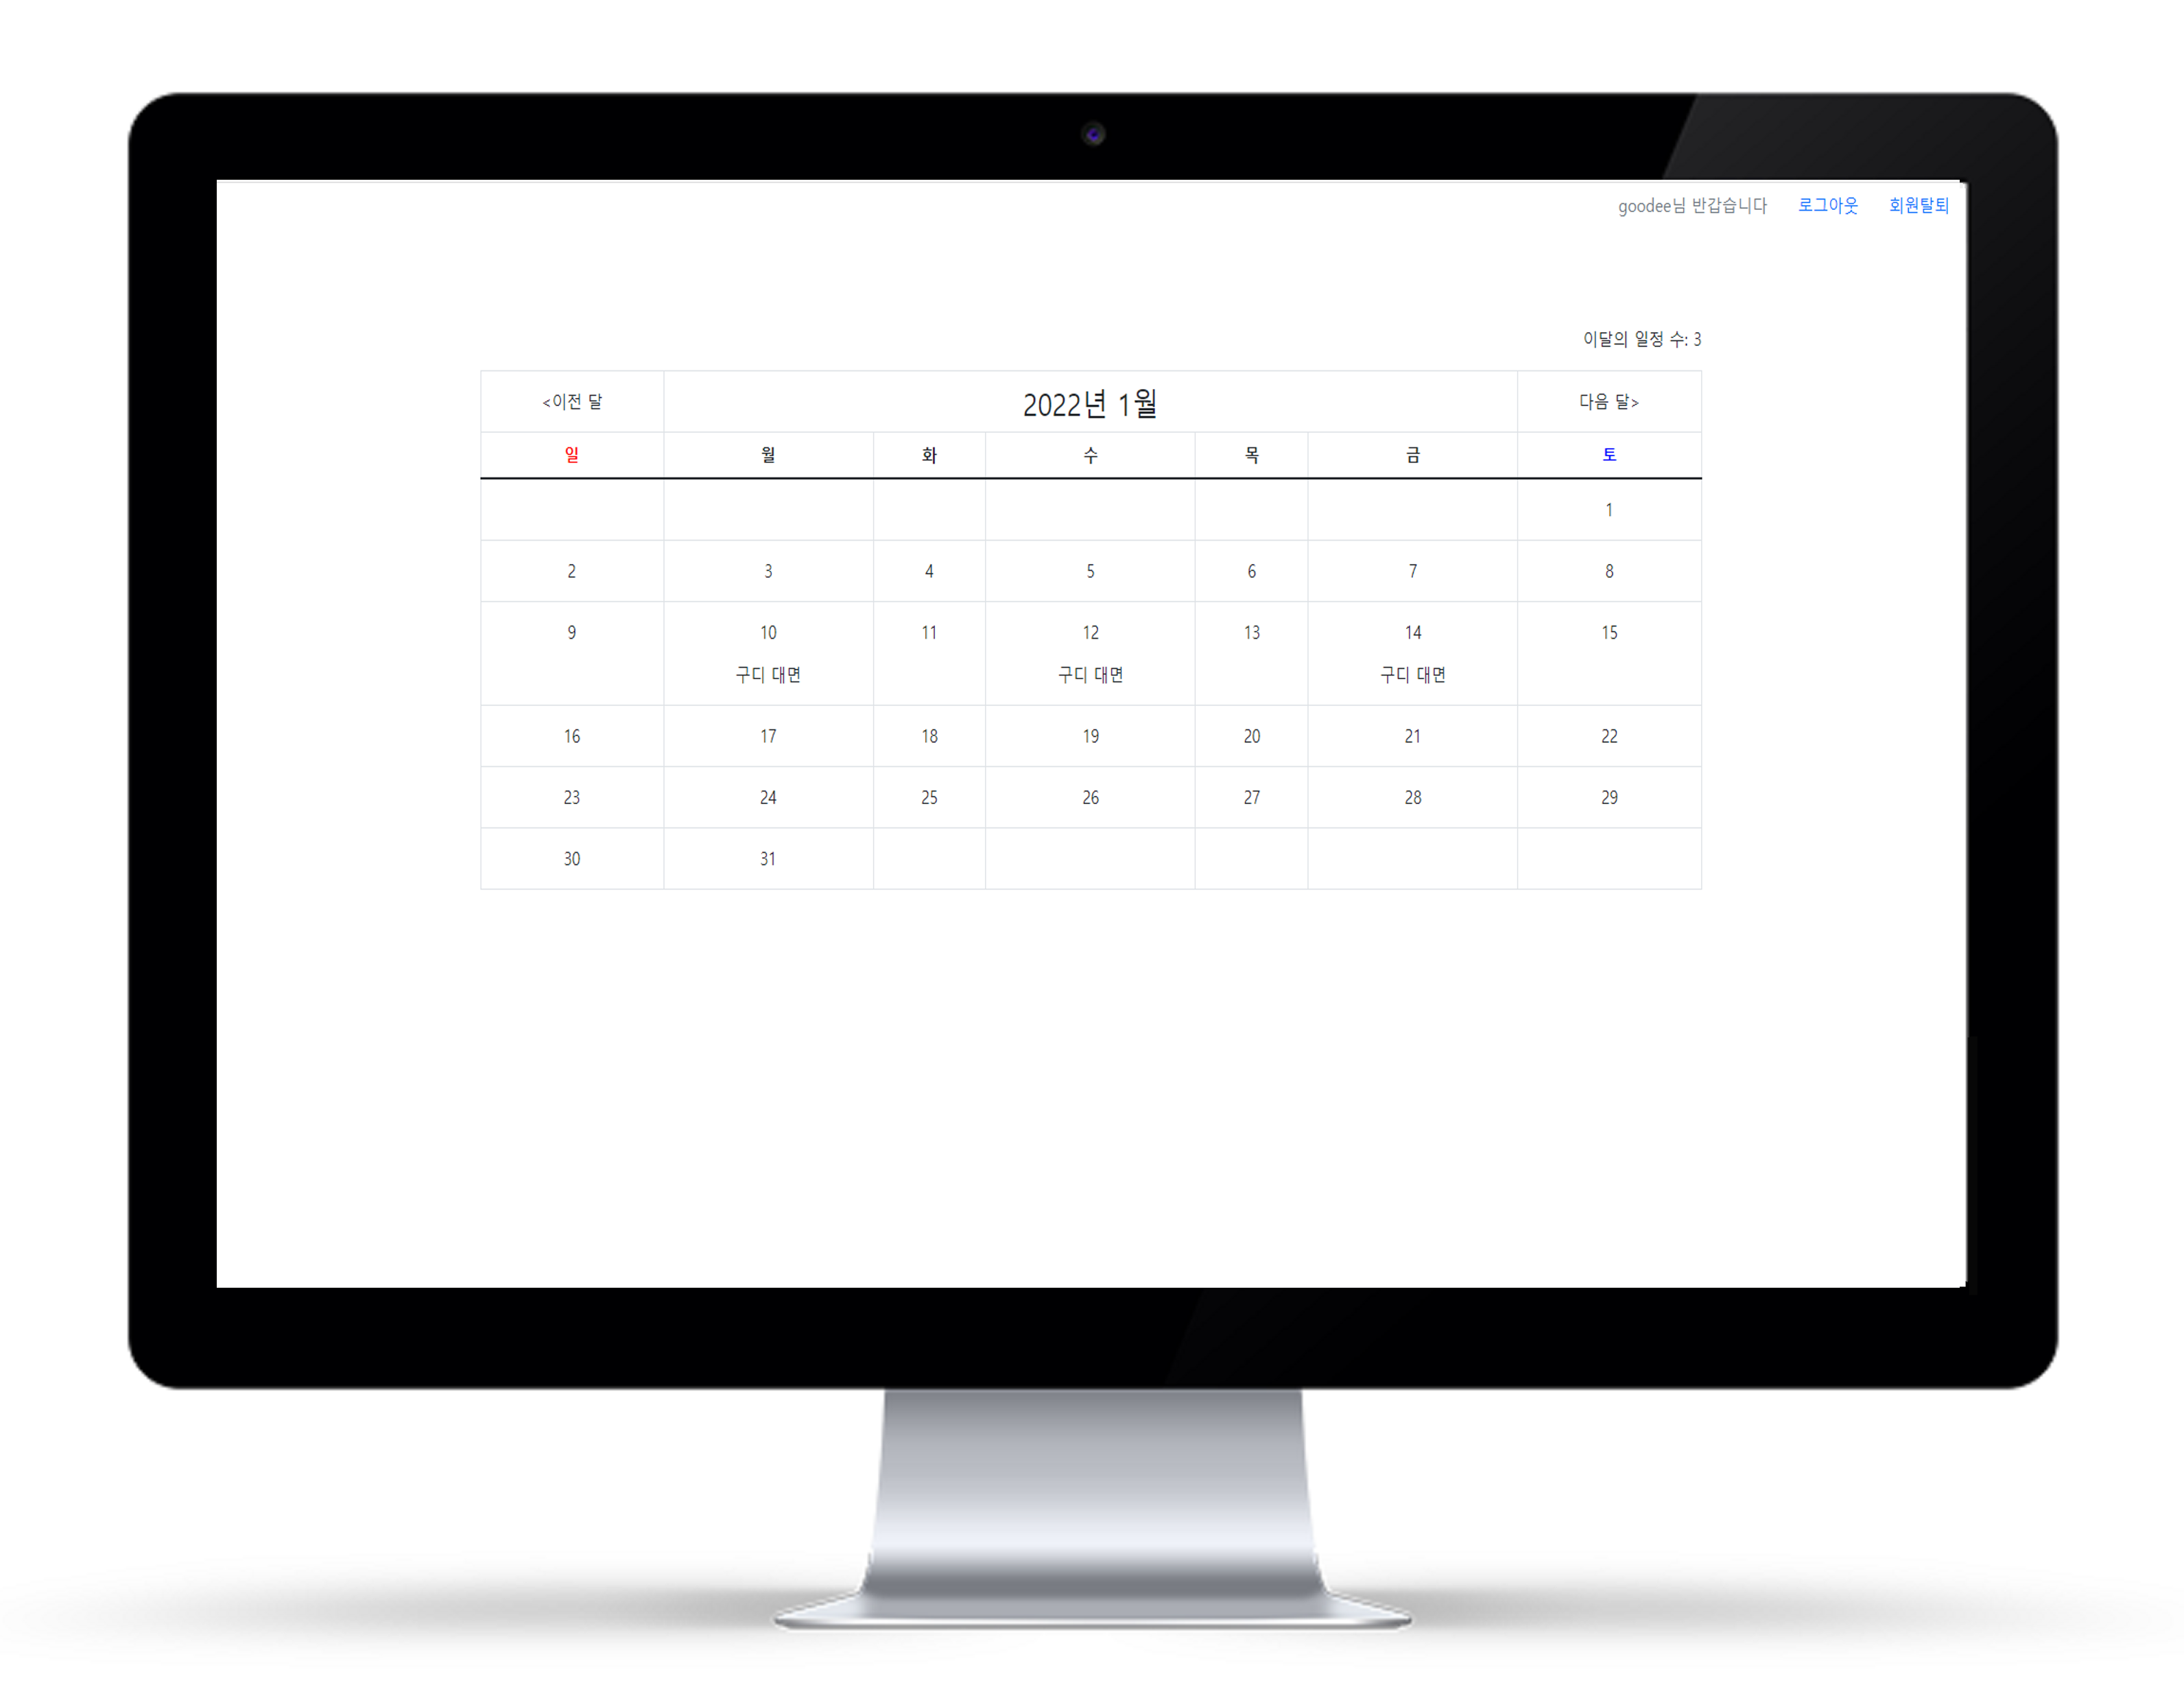 goodee님 반갑습니다 로그아웃 회원탈퇴
이달의 일정 수: 3
<이전 달 2022년 1월 다음 달>
일 월 화 수 목 금 토
1
2 3 4 5 6 7 8
9 10 11 12 13 14 15
구디 대면 구디 대면 구디 대면
16 17 18 19 20 21 22
23 24 25 26 27 28 29
30 31